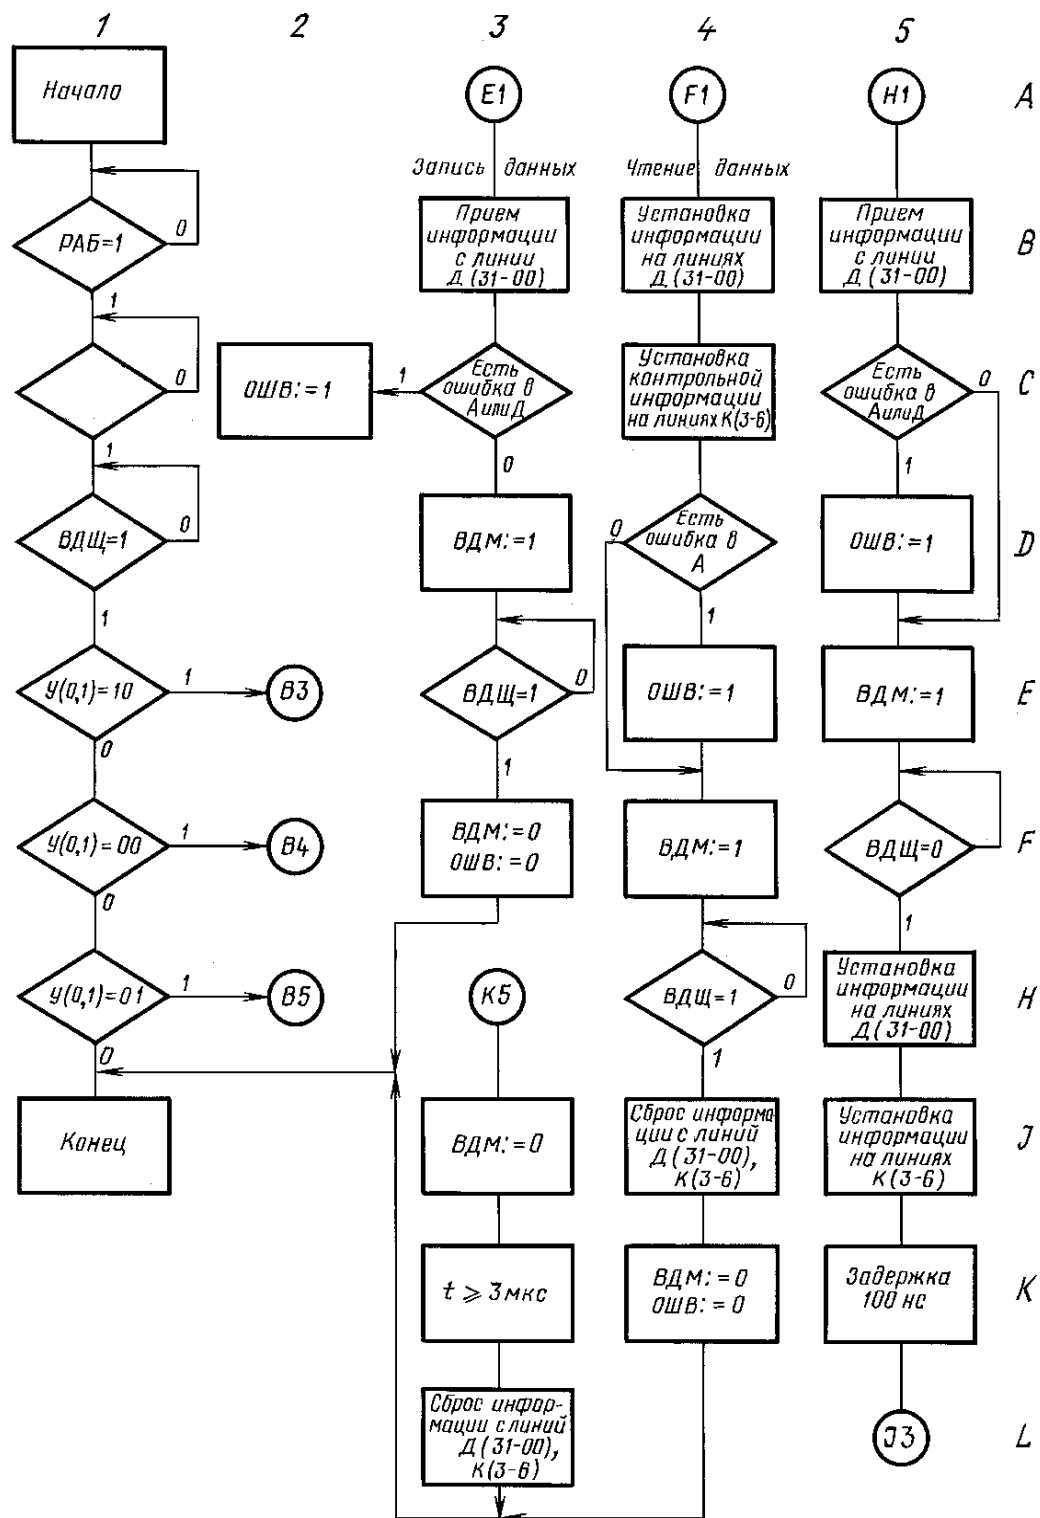 1 2 3 4 5
Начало
E1
F1
H1
A
Запись данных
Чтение данных
РАБ=1
0
1
Прием
информации
с линии
Д(31-00)
Установка
информации
на линиях
Д(31-00)
Прием
информации
с линии
Д(31-00)
B
0
1
ОШВ:=1
1
Есть
ошибка в
А или Д
0
Установка
контрольной
информации
на линиях К(3-6)
Есть
ошибка в
А или Д
0
1
C
ВДЩ=1
0
1
ВДМ:=1
0
Есть
ошибка в
А
1
ОШВ:=1
D
У(0,1)=10
1
0
В3
ВДЩ=1
0
1
ОШВ:=1
ВДМ:=1
E
У(0,1)=00
1
0
В4
ВДМ:=0
ОШВ:=0
ВДМ:=1
ВДЩ=0
1
F
У(0,1)=01
1
0
В5
К5
ВДЩ=1
0
1
Установка
информации
на линиях
Д(31-00)
H
Конец
ВДМ:=0
Сброс информа-
ции с линий
Д(31-00),
К(3-6)
Установка
информации
на линиях
К(3-6)
J
t ⩾ 3 мкс
ВДМ:=0
ОШВ:=0
Задержка
100 нс
K
Сброс инфор-
мации с линий
Д(31-00),
К(3-6)
J3
L